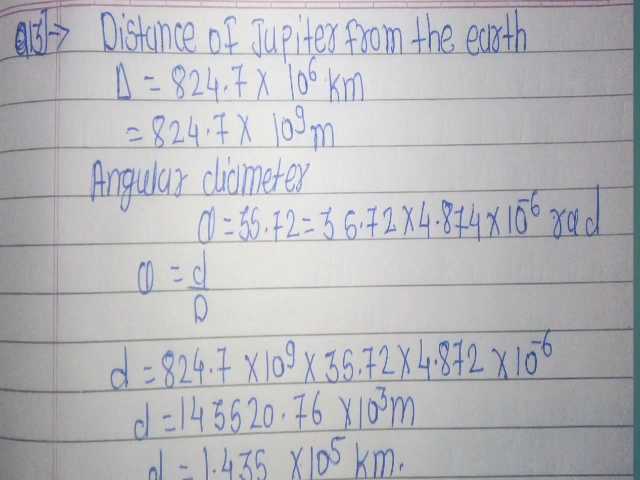 Q13]→ Distance of Jupiter from the earth
D = 824.7 X 10⁶ km
= 824.7 X 10⁹ m
Angular diameter
θ = 35.72 = 36.72 X 4.874 X 10⁻⁶ rad
θ = d/D
d = 824.7 X 10⁹ X 35.72 X 4.872 X 10⁻⁶
d = 143520.76 X 10³ m
d = 1.435 X 10⁵ km.